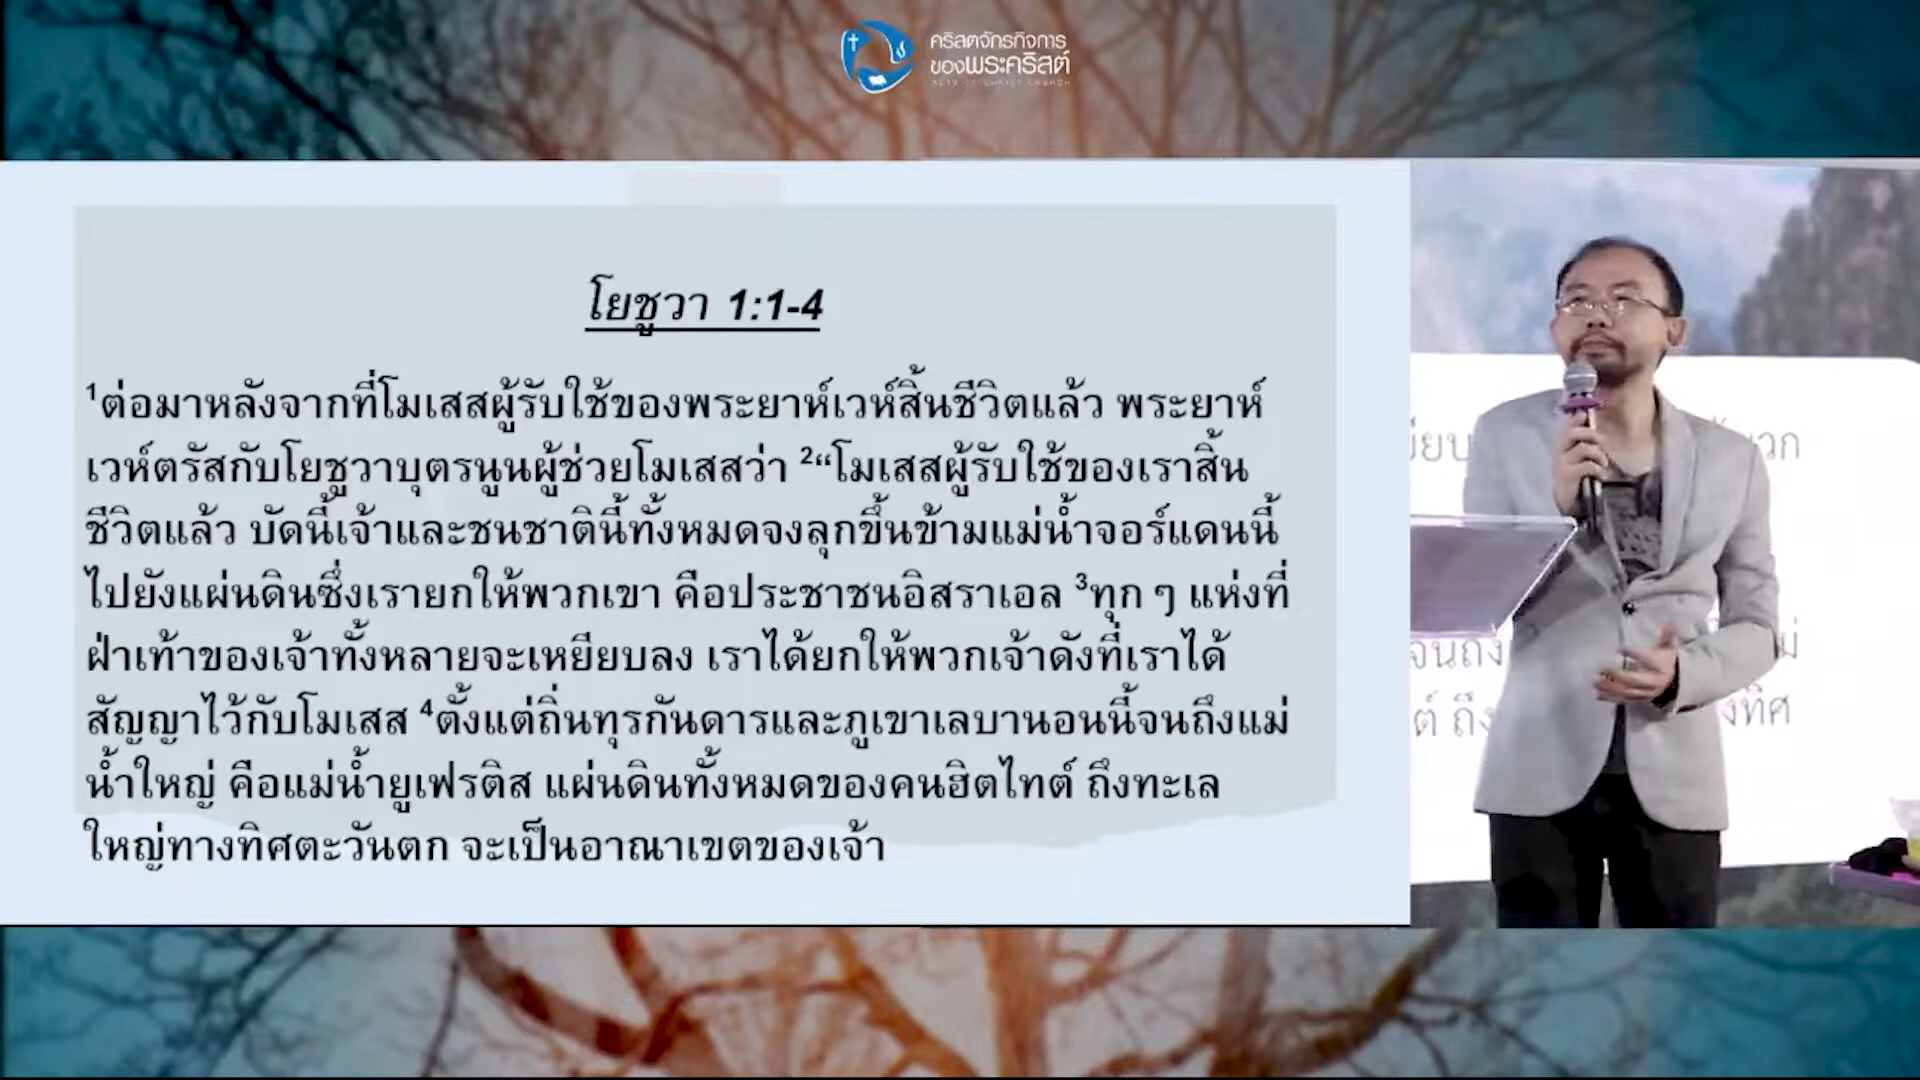 คริสตจักรกิจการ
ของพระคริสต์
ACTS OF CHRIST CHURCH
โยชูวา 1:1-4
¹ต่อมาหลังจากที่โมเสสผู้รับใช้ของพระยาห์เวห์สิ้นชีวิตแล้ว พระยาห์
เวห์ตรัสกับโยชูวาบุตรนูนผู้ช่วยโมเสสว่า ²“โมเสสผู้รับใช้ของเราสิ้น
ชีวิตแล้ว บัดนี้เจ้าและชนชาตินี้ทั้งหมดจงลุกขึ้นข้ามแม่น้ำจอร์แดนนี้
ไปยังแผ่นดินซึ่งเรายกให้พวกเขา คือประชาชนอิสราเอล ³ทุก ๆ แห่งที่
ฝ่าเท้าของเจ้าทั้งหลายจะเหยียบลง เราได้ยกให้พวกเจ้าดังที่เราได้
สัญญาไว้กับโมเสส ⁴ตั้งแต่ถิ่นทุรกันดารและภูเขาเลบานอนนี้จนถึงแม่
น้ำใหญ่ คือแม่น้ำยูเฟรติส แผ่นดินทั้งหมดของคนฮิตไทต์ ถึงทะเล
ใหญ่ทางทิศตะวันตก จะเป็นอาณาเขตของเจ้า